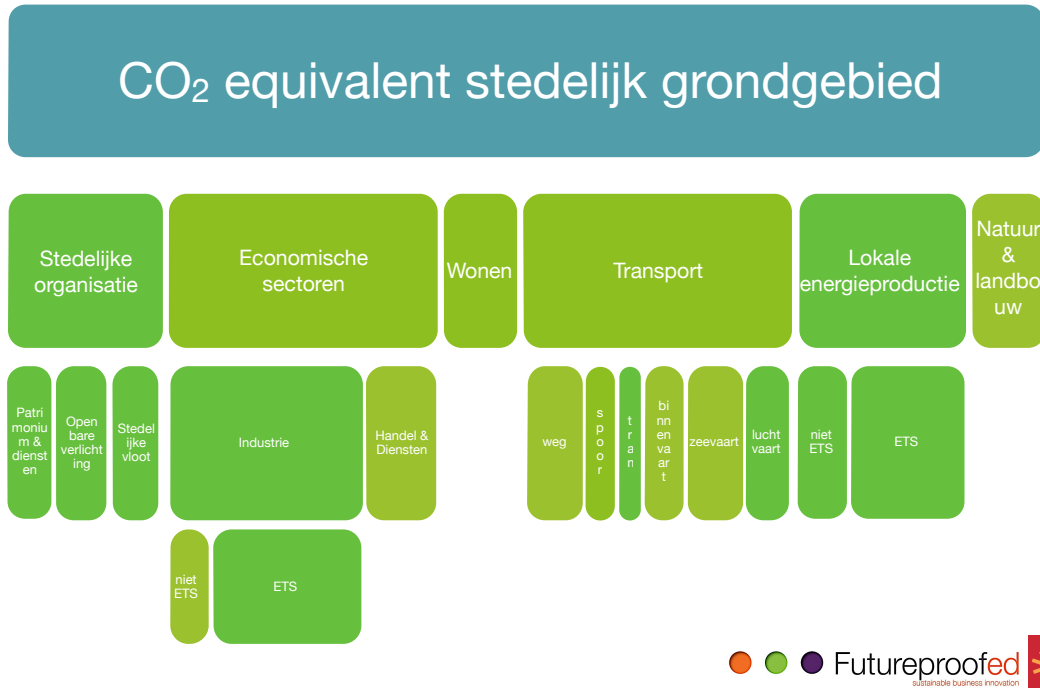 CO₂ equivalent stedelijk grondgebied
Stedelijke
organisatie
Economische
sectoren
Wonen
Transport
Lokale
energieproductie
Natuur
&
landbo
uw
Patri
moniu
m &
dienst
en
Open
bare
verlicht
ing
Stedel
ijke
vloot
Industrie
Handel &
Diensten
weg
s
p
o
o
r
t
r
a
m
bi
nn
en
va
ar
t
zeevaart
lucht
vaart
niet
ETS
ETS
niet
ETS
ETS
Futureproofed
sustainable business innovation